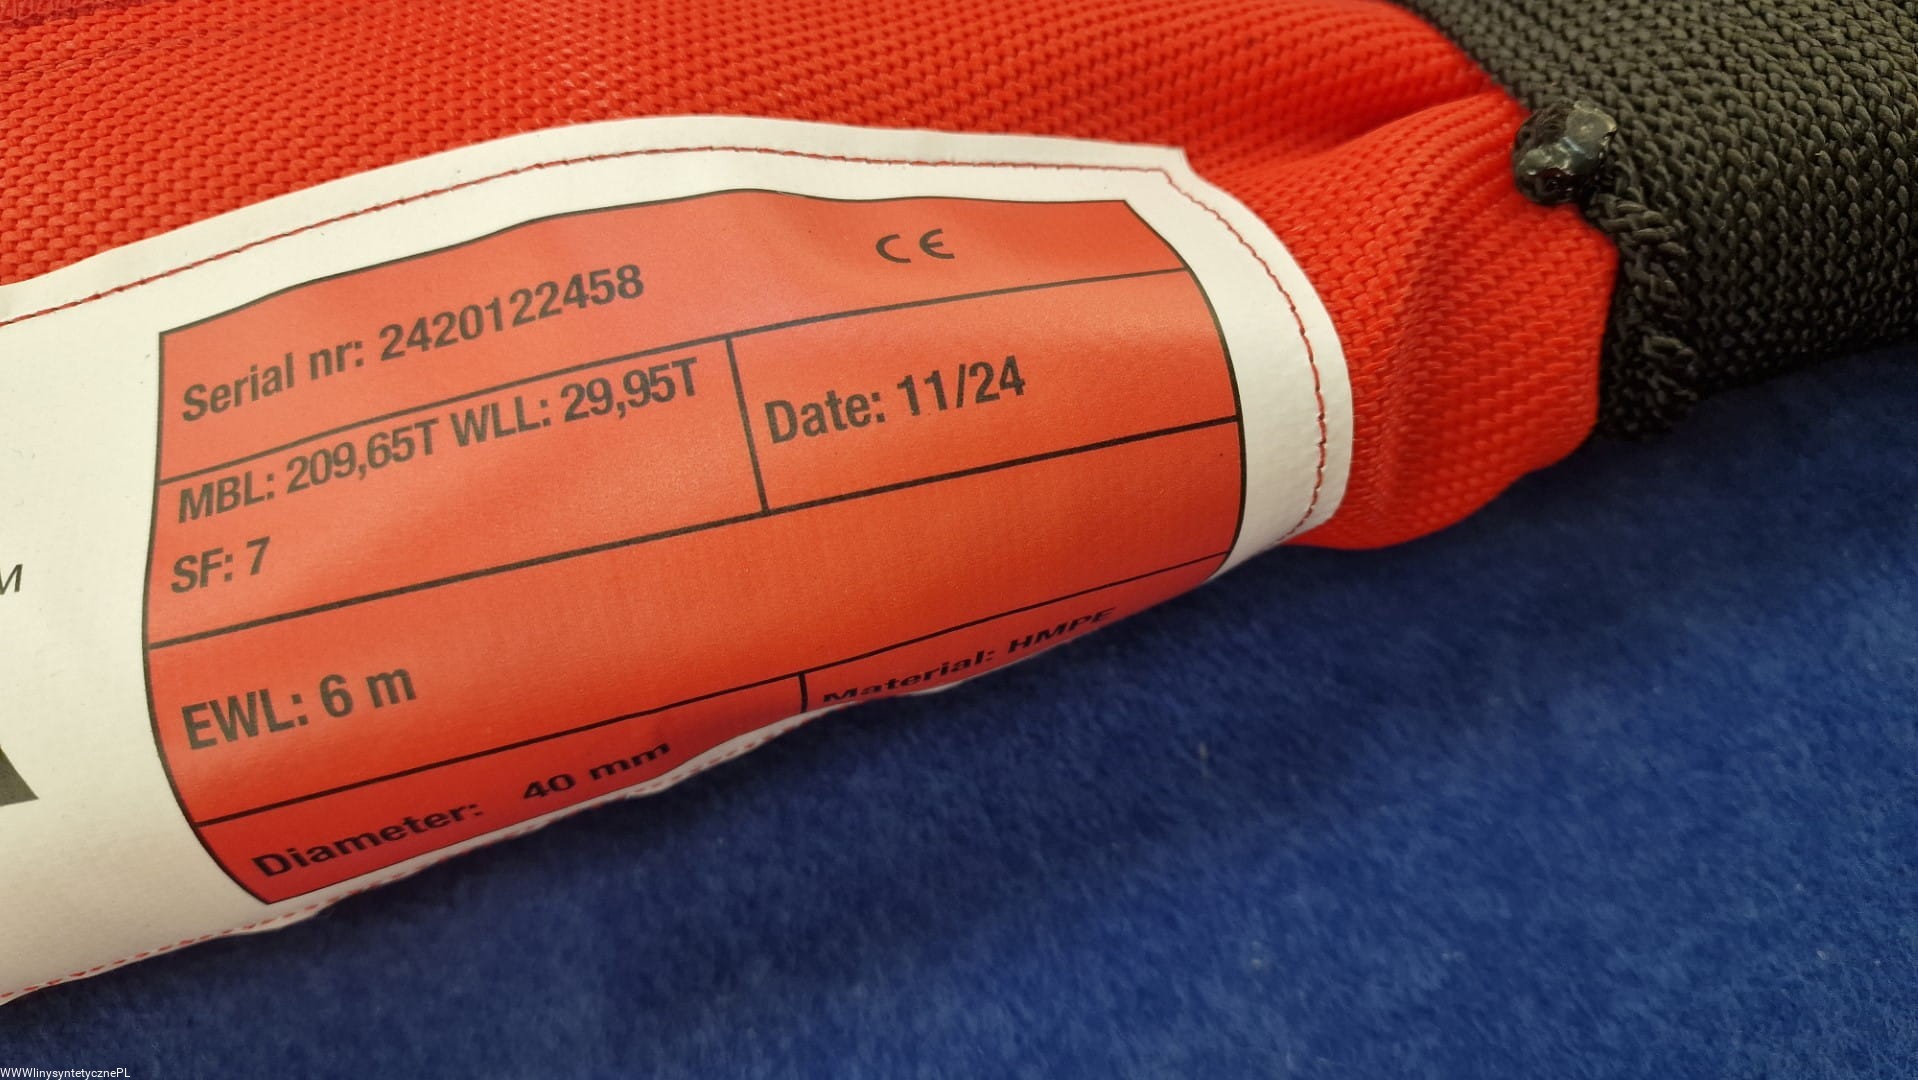 Serial nr: 2420122458
CE
MBL: 209,65T WLL: 29,95T
SF: 7
Date: 11/24
EWL: 6 m
Diameter: 40 mm
Material: HMPE
M
WWWlinysyntetycznePL